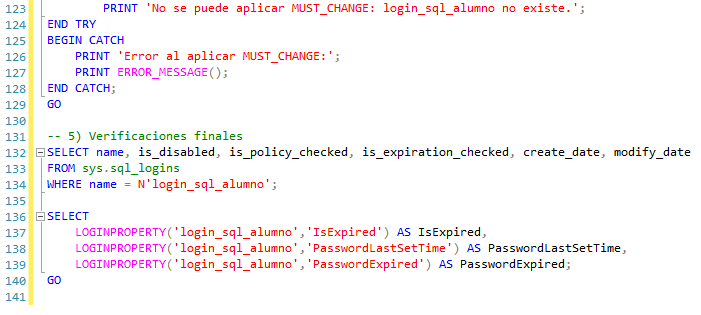 123 PRINT 'No se puede aplicar MUST_CHANGE: login_sql_alumno no existe.';
124 END TRY
125 BEGIN CATCH
126 PRINT 'Error al aplicar MUST_CHANGE:';
127 PRINT ERROR_MESSAGE();
128 END CATCH;
129 GO
130
131 -- 5) Verificaciones finales
132 SELECT name, is_disabled, is_policy_checked, is_expiration_checked, create_date, modify_date
133 FROM sys.sql_logins
134 WHERE name = N'login_sql_alumno';
135
136 SELECT
137 LOGINPROPERTY('login_sql_alumno','IsExpired') AS IsExpired,
138 LOGINPROPERTY('login_sql_alumno','PasswordLastSetTime') AS PasswordLastSetTime,
139 LOGINPROPERTY('login_sql_alumno','PasswordExpired') AS PasswordExpired;
140 GO
141